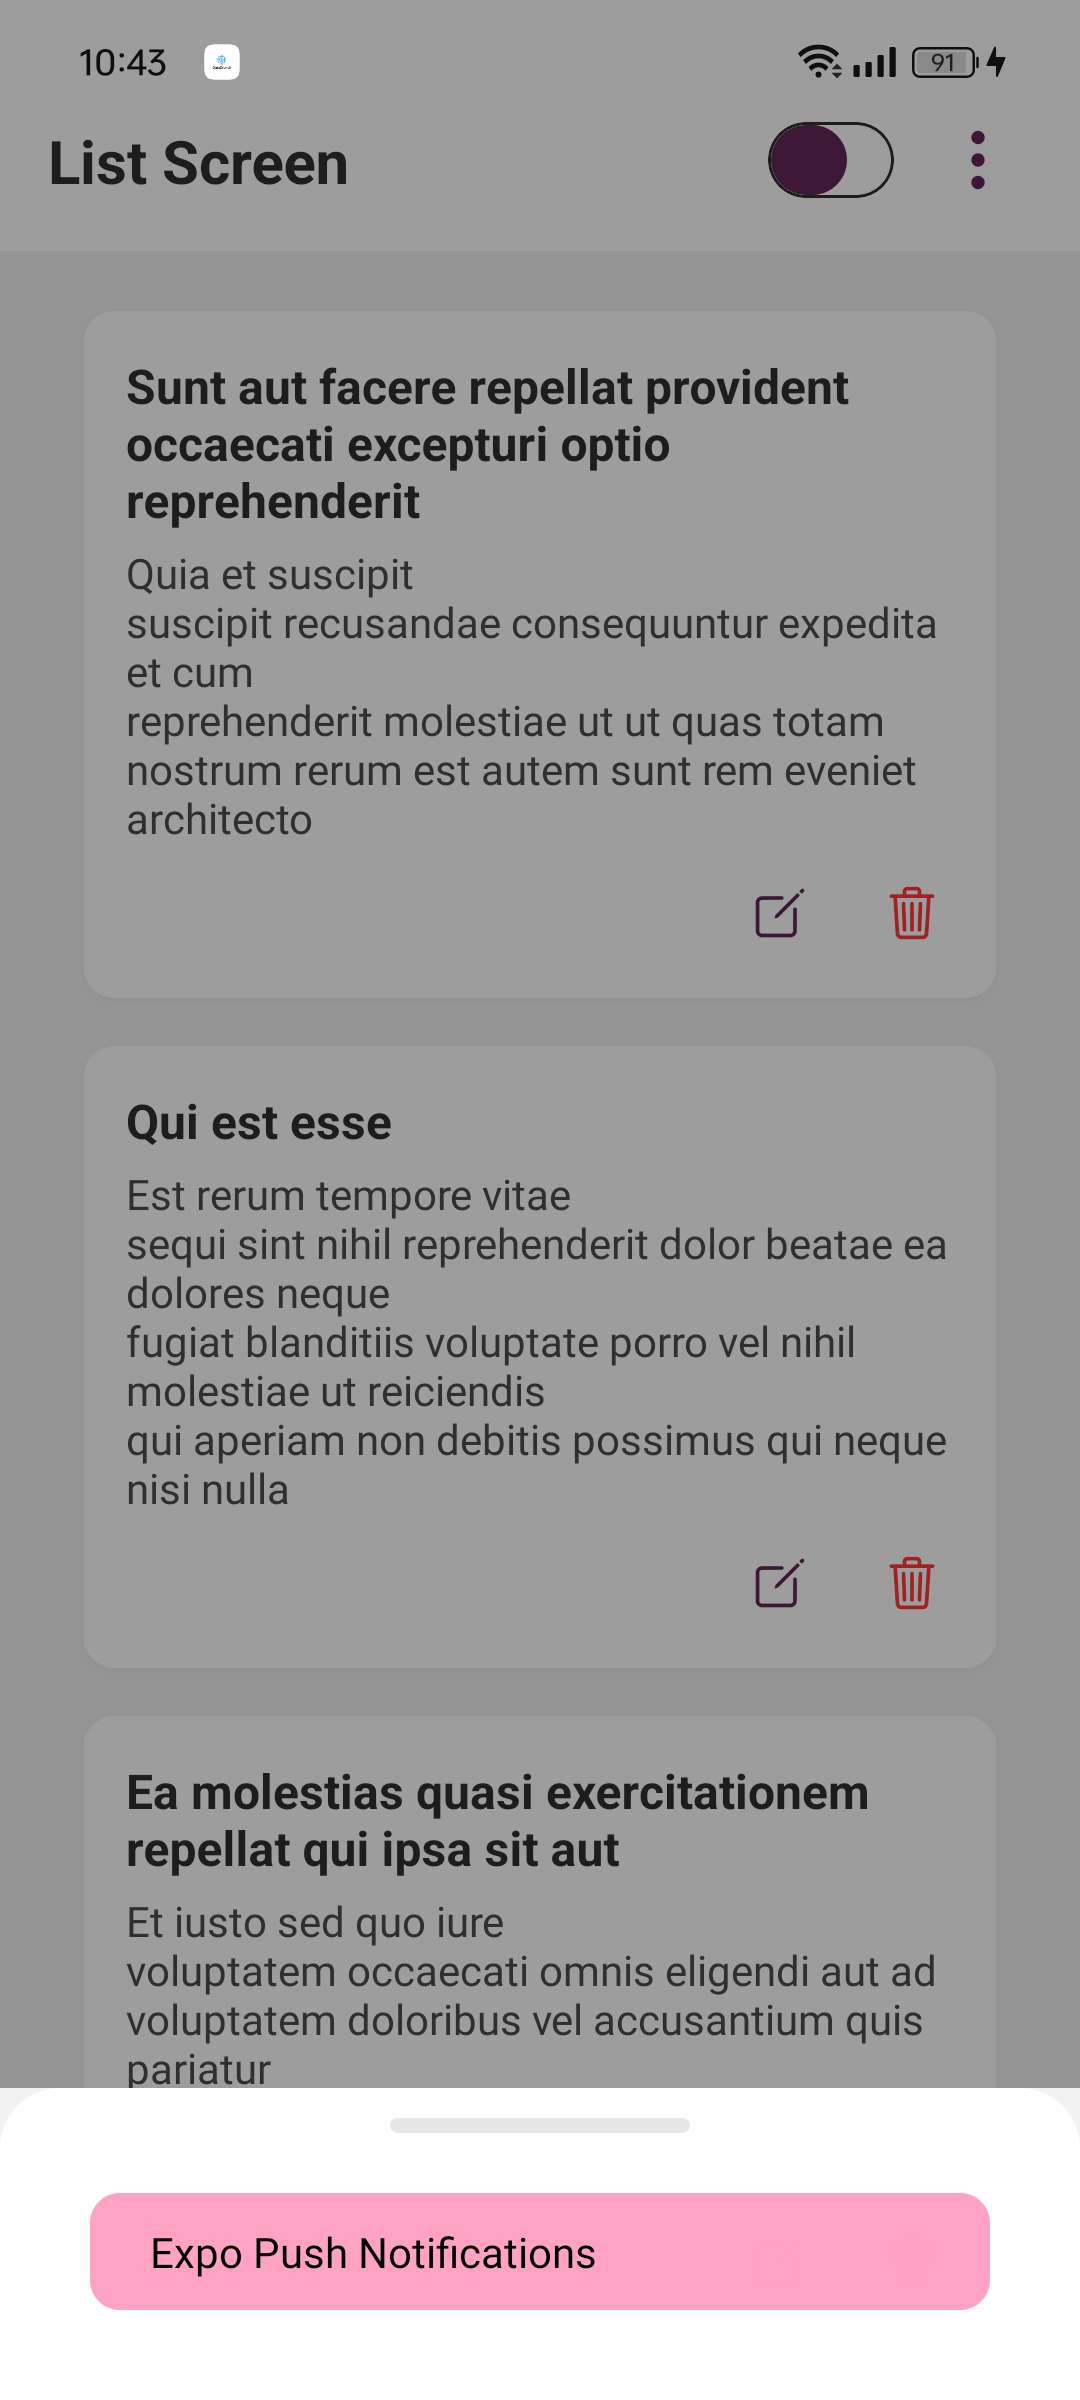 10:43
91
List Screen
Sunt aut facere repellat provident
occaecati excepturi optio
reprehenderit
Quia et suscipit
suscipit recusandae consequuntur expedita
et cum
reprehenderit molestiae ut ut quas totam
nostrum rerum est autem sunt rem eveniet
architecto
Qui est esse
Est rerum tempore vitae
sequi sint nihil reprehenderit dolor beatae ea
dolores neque
fugiat blanditiis voluptate porro vel nihil
molestiae ut reiciendis
qui aperiam non debitis possimus qui neque
nisi nulla
Ea molestias quasi exercitationem
repellat qui ipsa sit aut
Et iusto sed quo iure
voluptatem occaecati omnis eligendi aut ad
voluptatem doloribus vel accusantium quis
pariatur
Expo Push Notifications